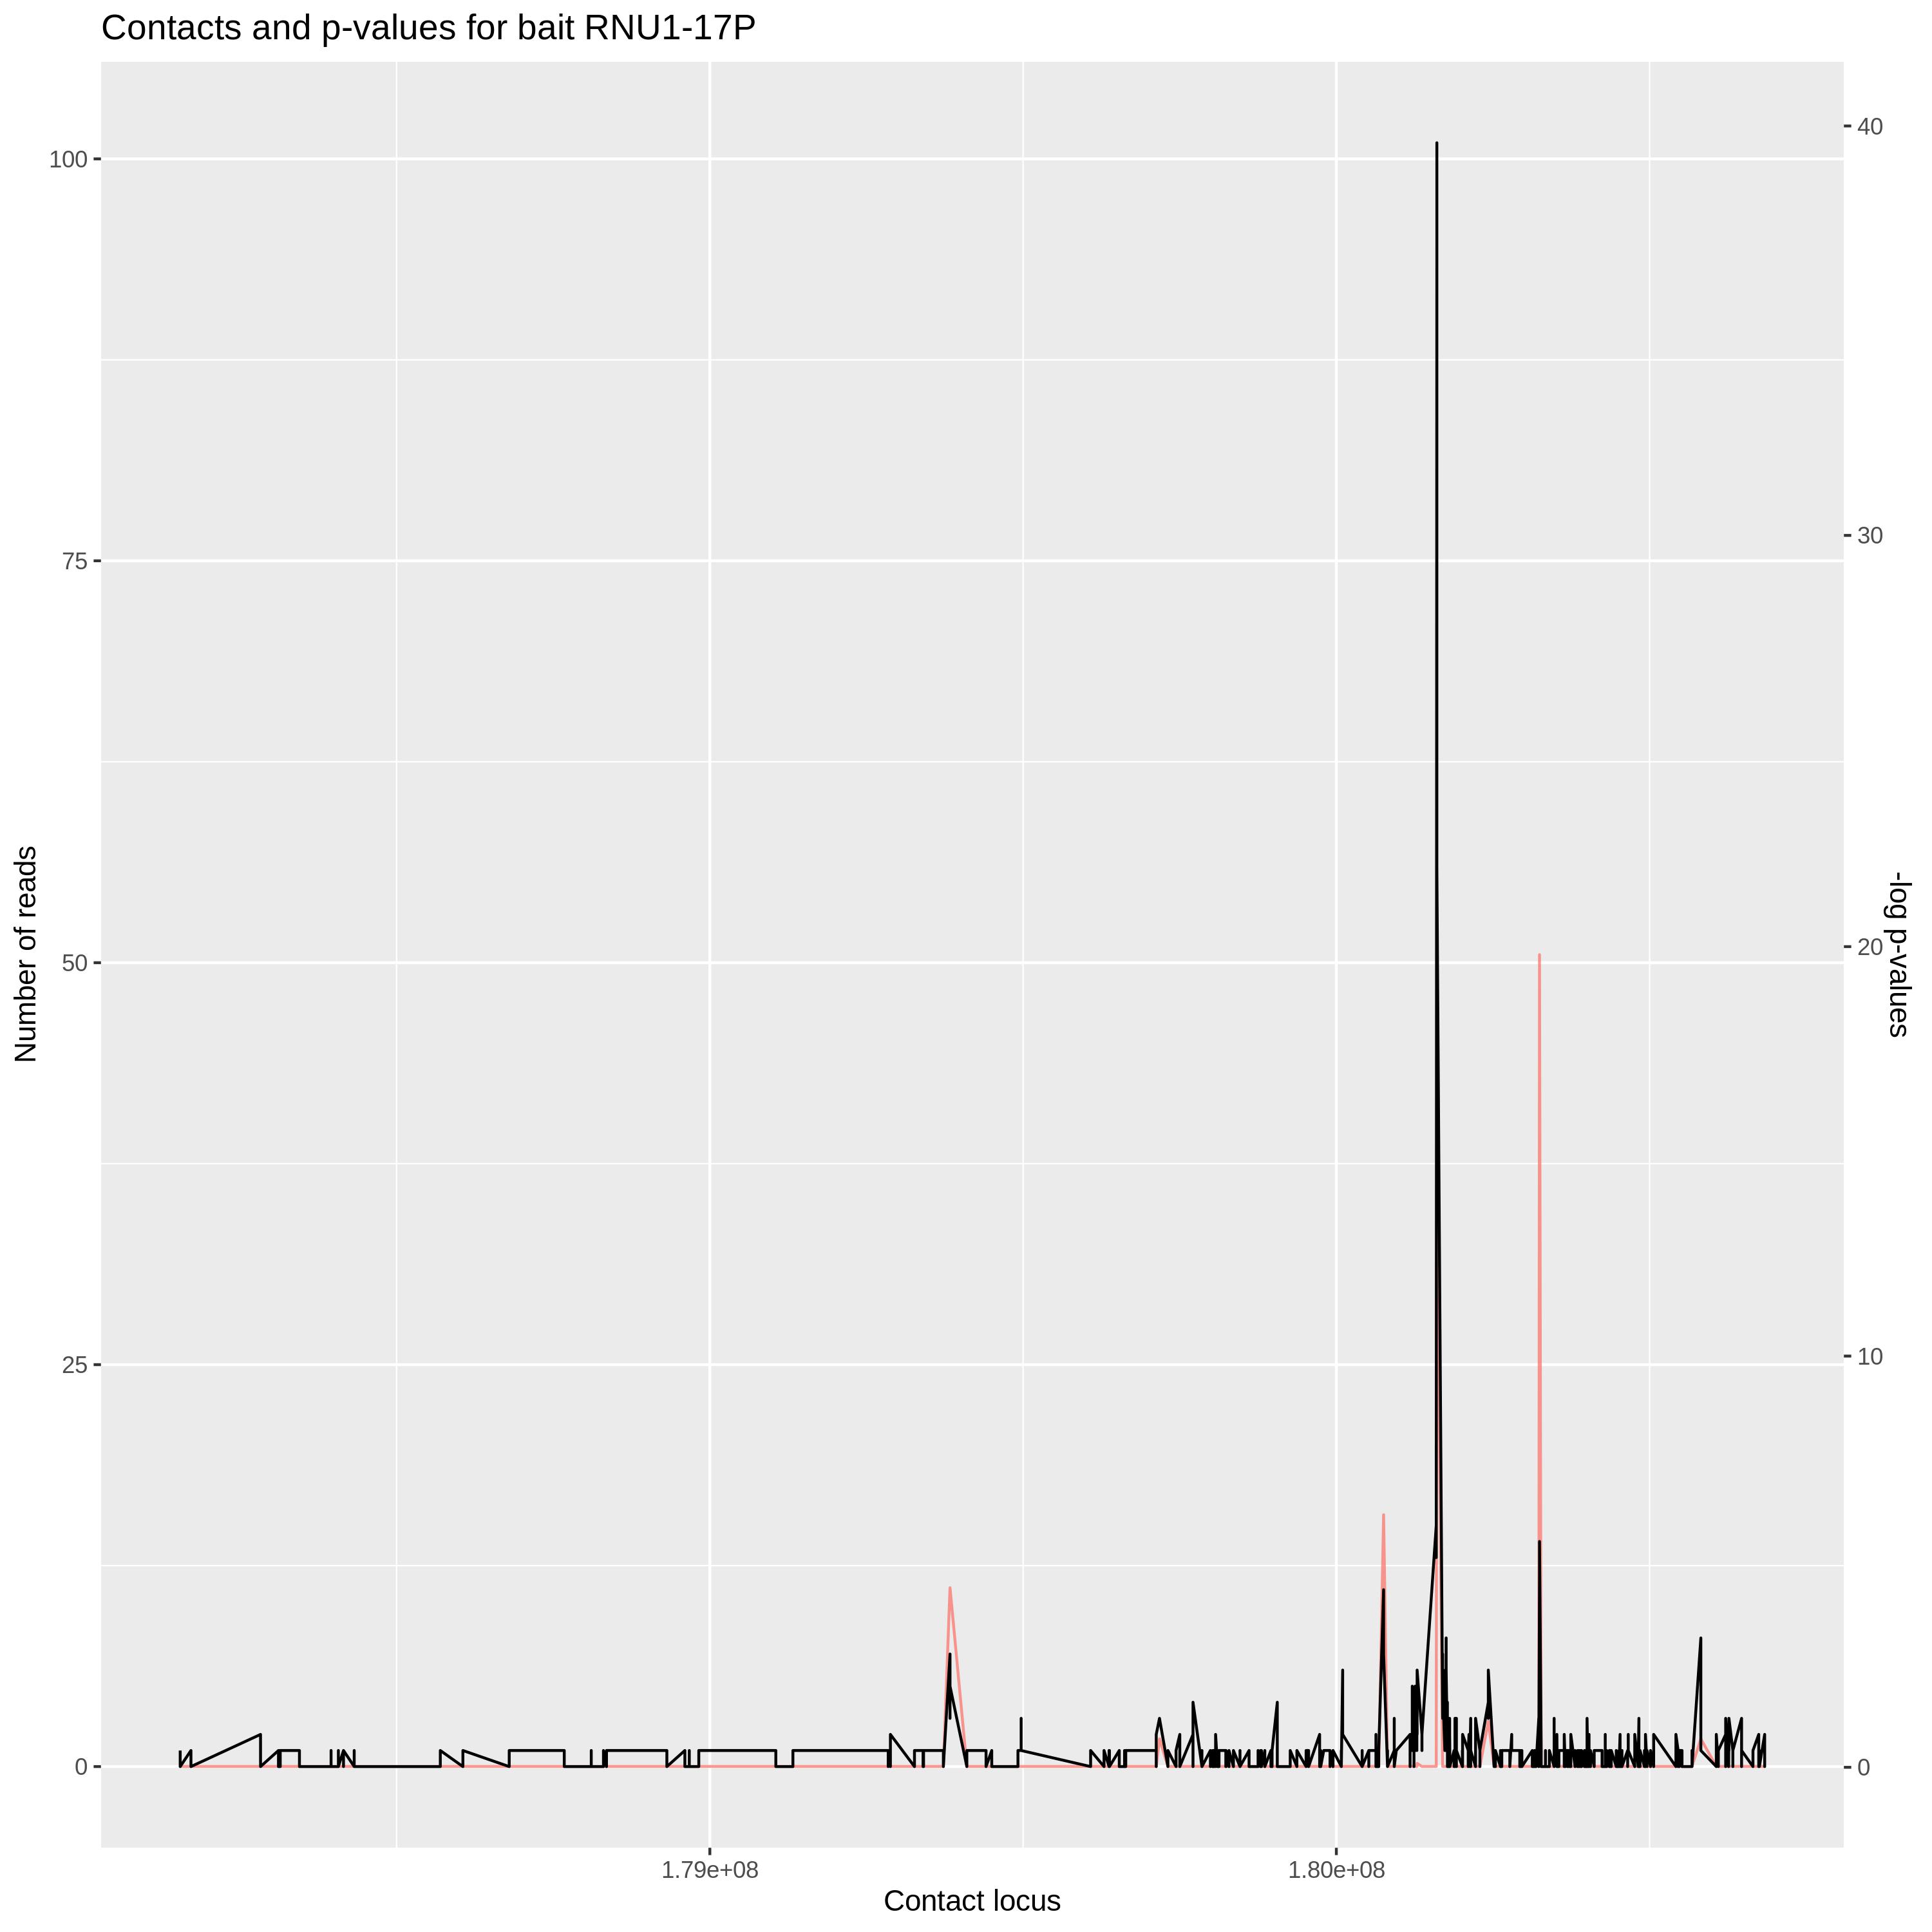 Contacts and p-values for bait RNU1-17P
100
75
50
25
0
Number of reads
40
30
20
10
0
-log p-values
1.79e+08
1.80e+08
Contact locus